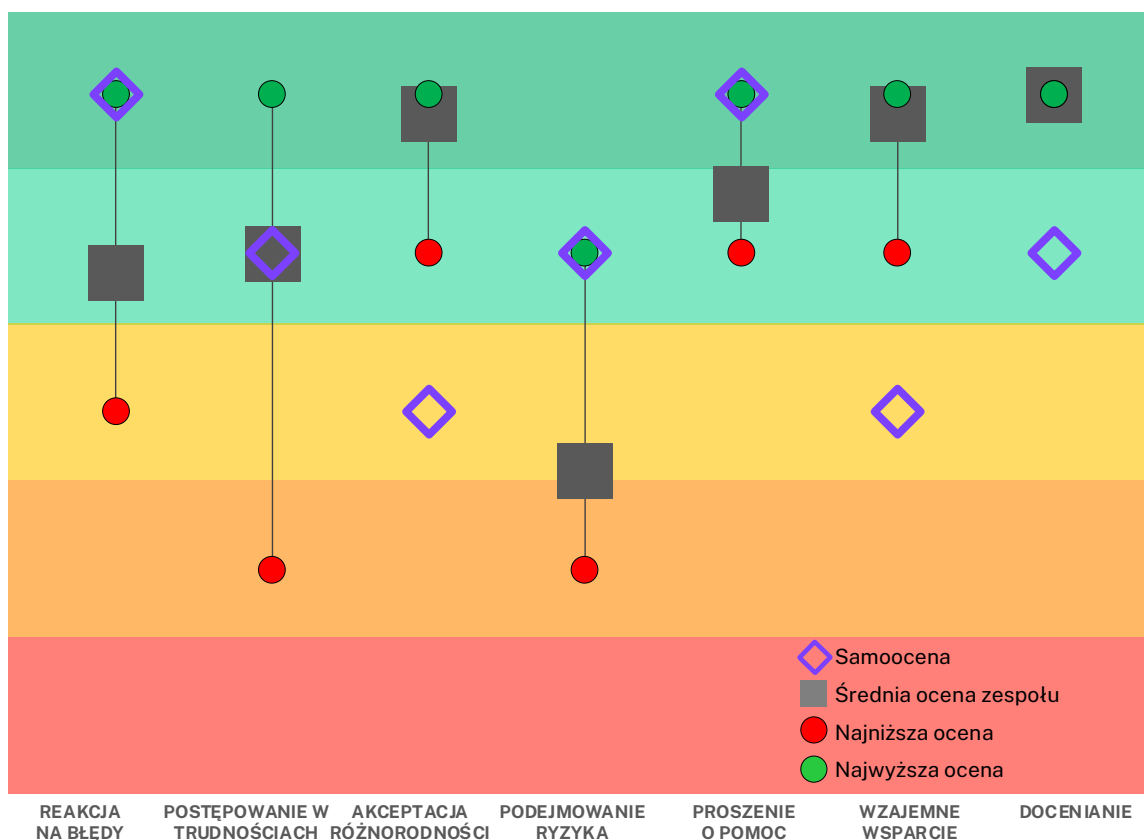 Samoocena
Średnia ocena zespołu
Najniższa ocena
Najwyższa ocena
REAKCJA
NA BŁĘDY
POSTĘPOWANIE W
TRUDNOŚCIACH
AKCEPTACJA
RÓŻNORODNOŚCI
PODEJMOWANIE
RYZYKA
PROSZENIE
O POMOC
WZAJEMNE
WSPARCIE
DOCENIANIE